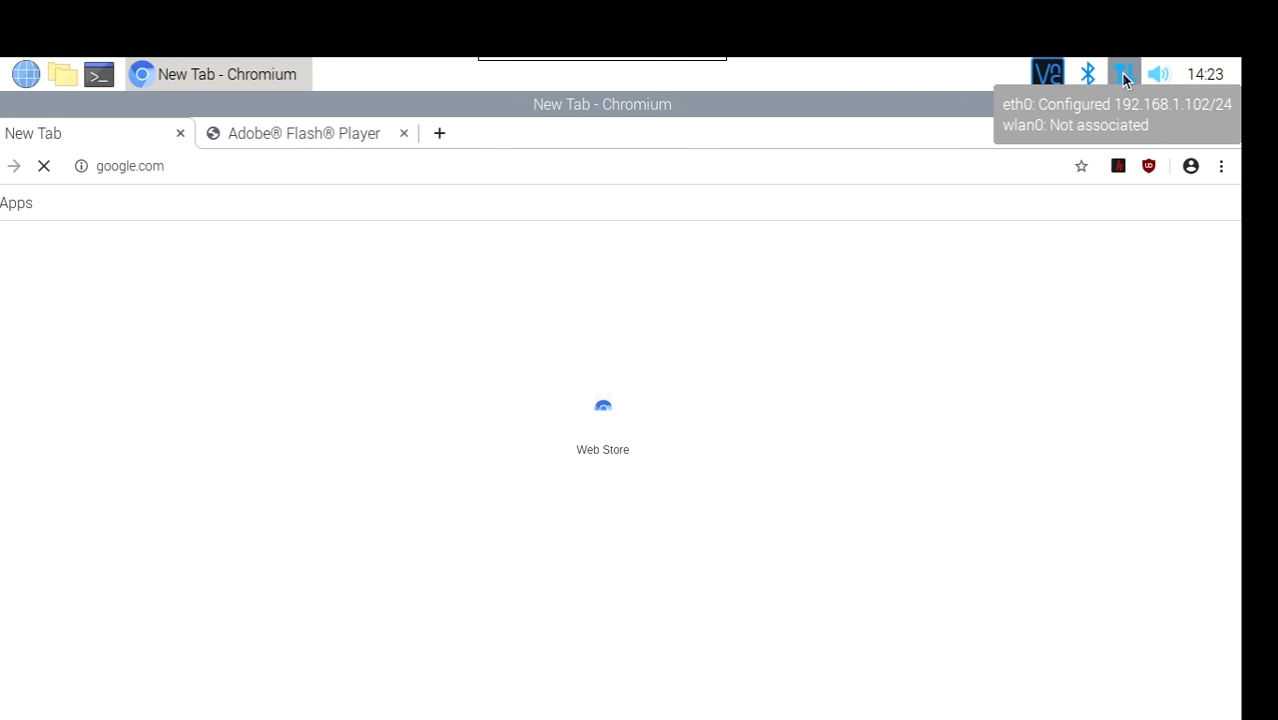 New Tab - Chromium
14:23
New Tab - Chromium
eth0: Configured 192.168.1.102/24
wlan0: Not associated
New Tab
Adobe® Flash® Player
google.com
Apps
Web Store